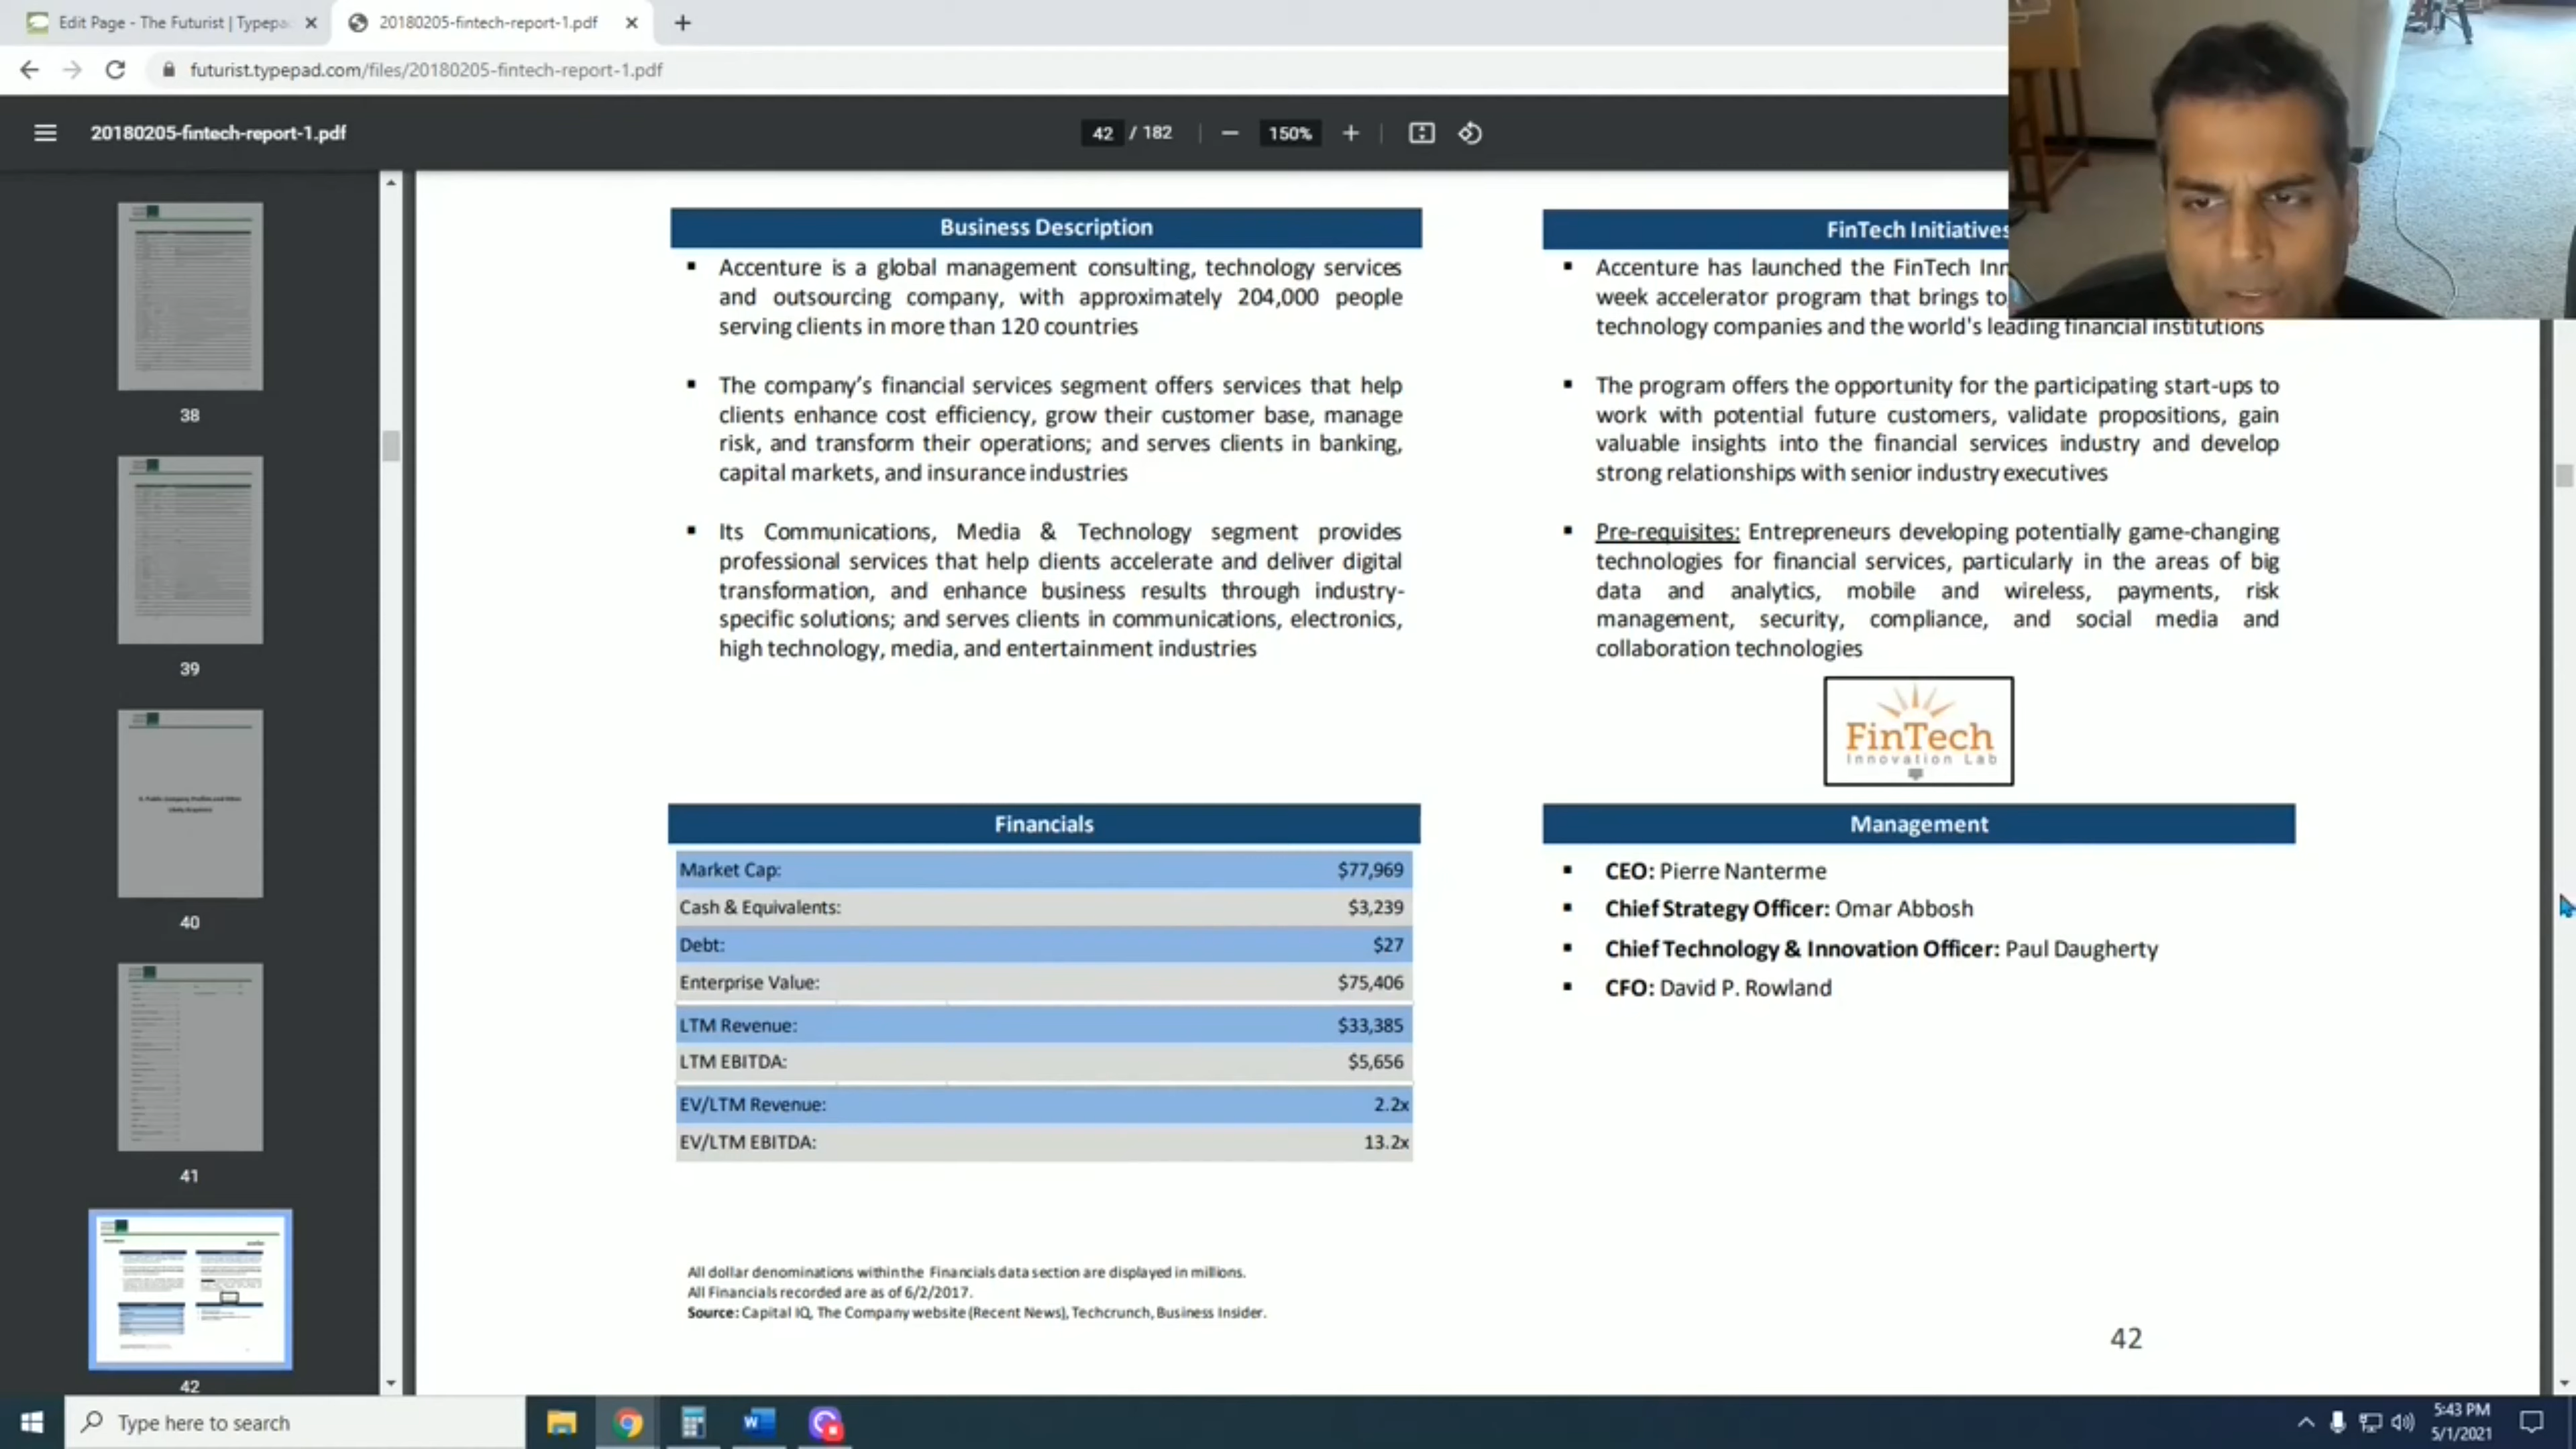 Edit Page - The Futurist | Typepa
20180205-fintech-report-1.pdf
futurist.typepad.com/files/20180205-fintech-report-1.pdf
20180205-fintech-report-1.pdf
42 / 182
150%
38
39
40
41
42
Business Description
Accenture is a global management consulting, technology services
and outsourcing company, with approximately 204,000 people
serving clients in more than 120 countries
The company's financial services segment offers services that help
clients enhance cost efficiency, grow their customer base, manage
risk, and transform their operations; and serves clients in banking,
capital markets, and insurance industries
Its Communications, Media & Technology segment provides
professional services that help clients accelerate and deliver digital
transformation, and enhance business results through industry-
specific solutions; and serves clients in communications, electronics,
high technology, media, and entertainment industries
FinTech Initiatives
Accenture has launched the FinTech Inn
week accelerator program that brings to
technology companies and the world's leading financial institutions
The program offers the opportunity for the participating start-ups to
work with potential future customers, validate propositions, gain
valuable insights into the financial services industry and develop
strong relationships with senior industry executives
Pre-requisites: Entrepreneurs developing potentially game-changing
technologies for financial services, particularly in the areas of big
data and analytics, mobile and wireless, payments, risk
management, security, compliance, and social media and
collaboration technologies
FinTech
Innovation Lab
Financials
Market Cap: $77,969
Cash & Equivalents: $3,239
Debt: $27
Enterprise Value: $75,406
LTM Revenue: $33,385
LTM EBITDA: $5,656
EV/LTM Revenue: 2.2x
EV/LTM EBITDA: 13.2x
Management
CEO: Pierre Nanterme
Chief Strategy Officer: Omar Abbosh
Chief Technology & Innovation Officer: Paul Daugherty
CFO: David P. Rowland
All dollar denominations within the Financials data section are displayed in millions.
All Financials recorded are as of 6/2/2017.
Source: Capital IQ, The Company website (Recent News), Techcrunch, Business Insider.
42
Type here to search
5:43 PM
5/1/2021